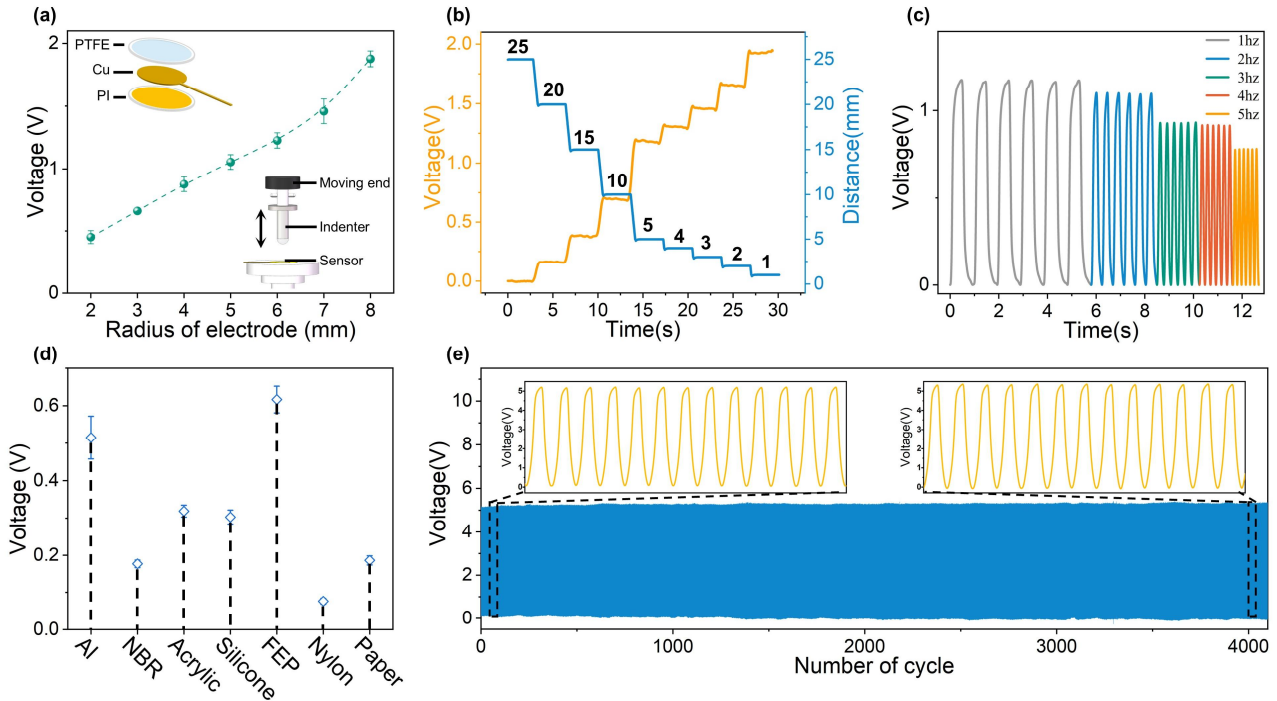 (a)
2
1
0
Voltage (V)
PTFE
Cu
PI
Moving end
Indenter
Sensor
2 3 4 5 6 7 8
Radius of electrode (mm)
(b)
2.0
1.5
1.0
0.5
0.0
Voltage(V)
25
20
15
10
5
4
3
2
1
25
20
15
10
5
0
Distance(mm)
0 5 10 15 20 25 30
Time(s)
(c)
1
0
Voltage(V)
1hz
2hz
3hz
4hz
5hz
0 2 4 6 8 10 12
Time(s)
(d)
0.6
0.4
0.2
0.0
Voltage (V)
Al
NBR
Acrylic
Silicone
FEP
Nylon
Paper
(e)
10
8
6
4
2
0
Voltage(V)
5
4
3
2
1
0
Voltage(V)
5
4
3
2
1
0
Voltage(V)
0 1000 2000 3000 4000
Number of cycle